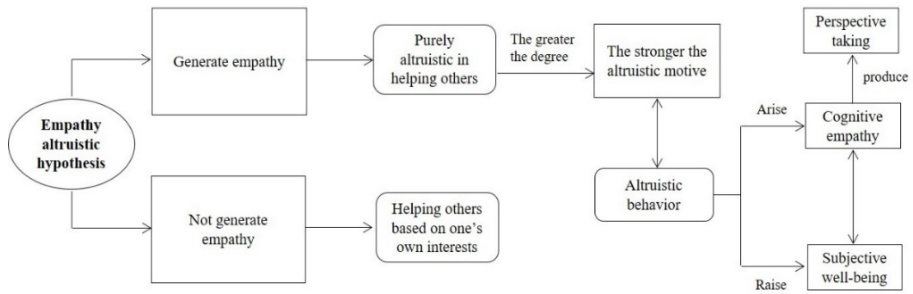 Empathy
altruistic
hypothesis
Generate empathy
Purely
altruistic in
helping others
The greater
the degree
The stronger the
altruistic motive
Perspective
taking
produce
Arise
Cognitive
empathy
Altruistic
behavior
Not generate
empathy
Helping others
based on one’s
own interests
Raise
Subjective
well-being